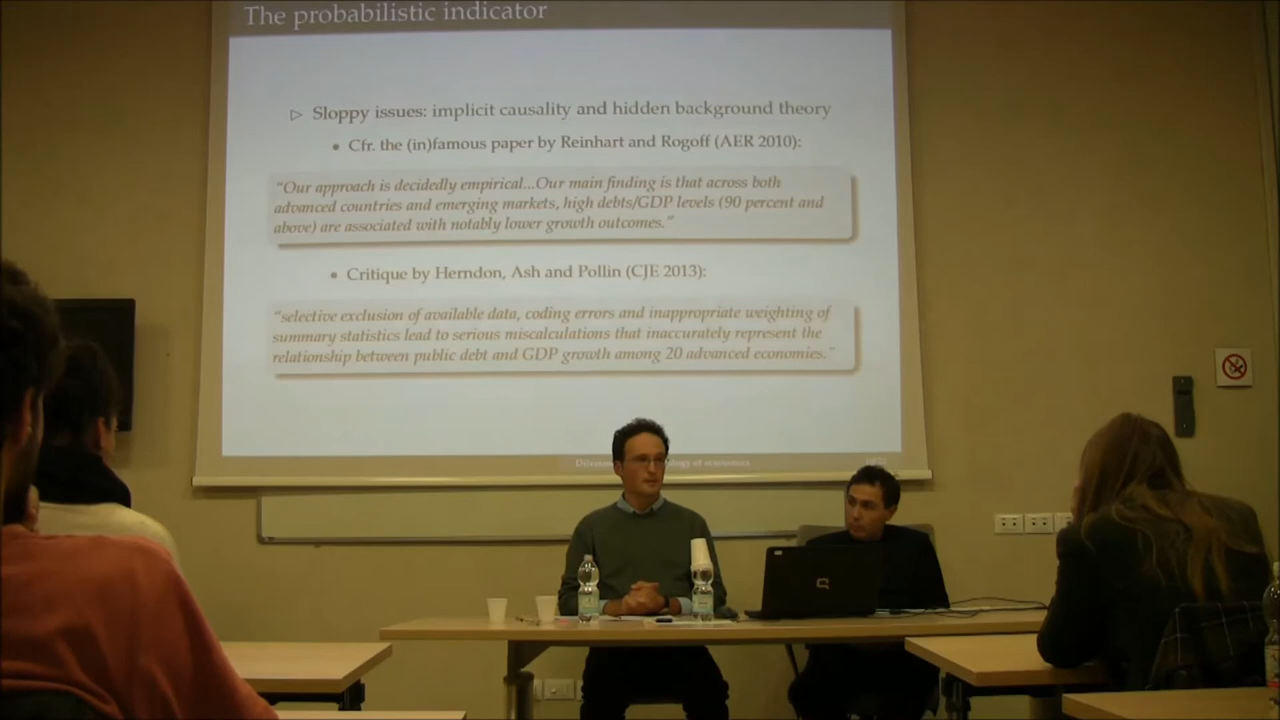 The probabilistic indicator
▷ Sloppy issues: implicit causality and hidden background theory
• Cfr. the (in)famous paper by Reinhart and Rogoff (AER 2010):
"Our approach is decidedly empirical...Our main finding is that across both
advanced countries and emerging markets, high debts/GDP levels (90 percent and
above) are associated with notably lower growth outcomes."
• Critique by Herndon, Ash and Pollin (CJE 2013):
"selective exclusion of available data, coding errors and inappropriate weighting of
summary statistics lead to serious miscalculations that inaccurately represent the
relationship between public debt and GDP growth among 20 advanced economies."
of economics